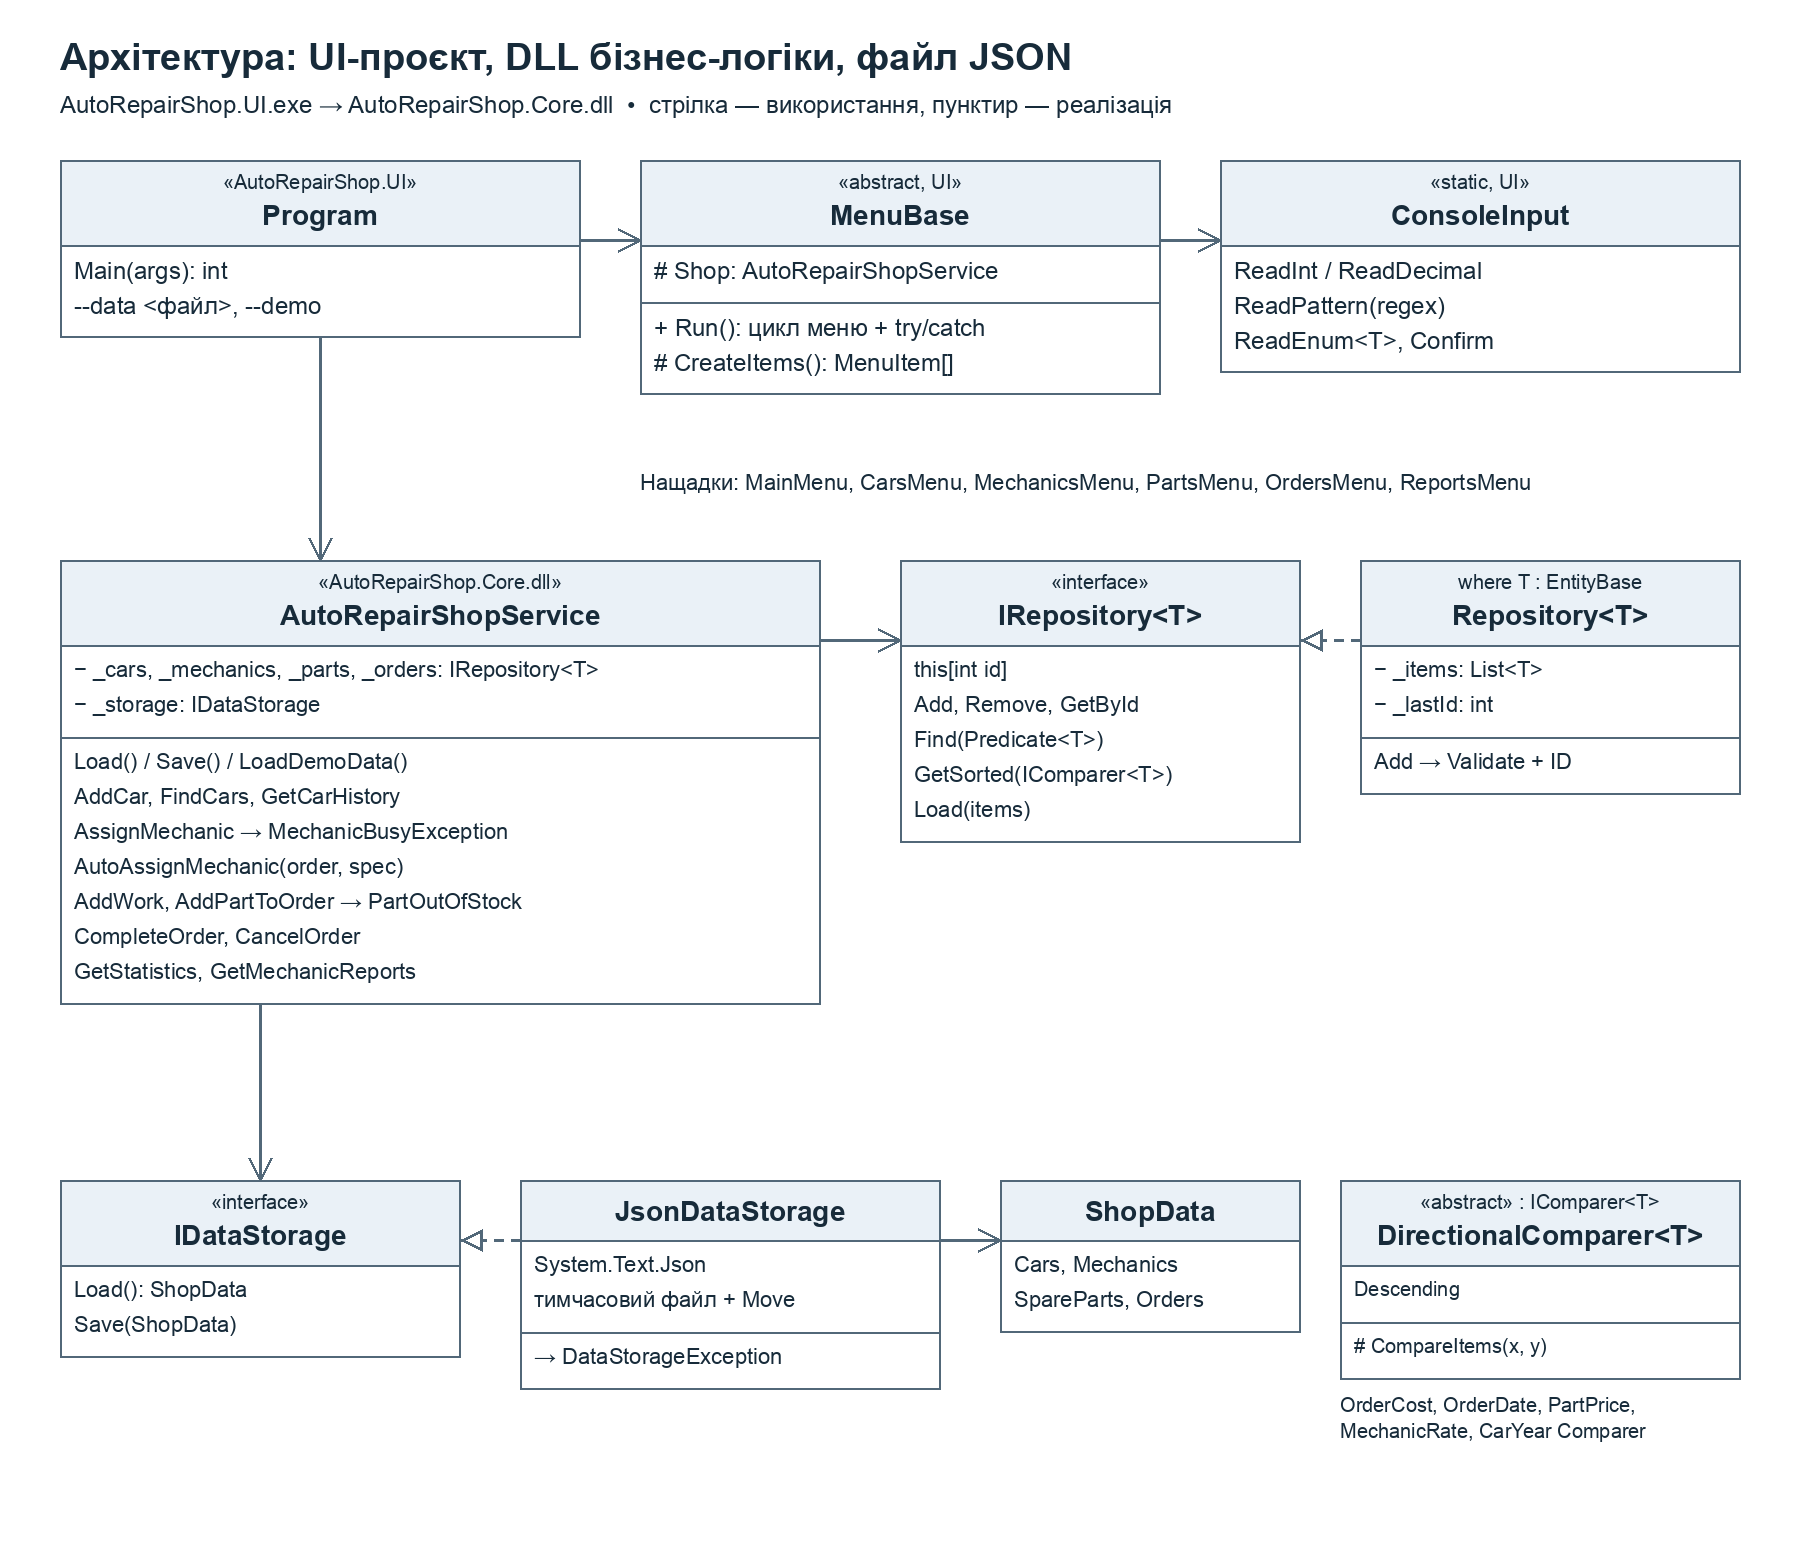 Архітектура: UI-проєкт, DLL бізнес-логіки, файл JSON
AutoRepairShop.UI.exe → AutoRepairShop.Core.dll • стрілка — використання, пунктир — реалізація
«AutoRepairShop.UI»
Program
Main(args): int
--data <файл>, --demo
«abstract, UI»
MenuBase
# Shop: AutoRepairShopService
+ Run(): цикл меню + try/catch
# CreateItems(): MenuItem[]
«static, UI»
ConsoleInput
ReadInt / ReadDecimal
ReadPattern(regex)
ReadEnum<T>, Confirm
Нащадки: MainMenu, CarsMenu, MechanicsMenu, PartsMenu, OrdersMenu, ReportsMenu
«AutoRepairShop.Core.dll»
AutoRepairShopService
− _cars, _mechanics, _parts, _orders: IRepository<T>
− _storage: IDataStorage
Load() / Save() / LoadDemoData()
AddCar, FindCars, GetCarHistory
AssignMechanic → MechanicBusyException
AutoAssignMechanic(order, spec)
AddWork, AddPartToOrder → PartOutOfStock
CompleteOrder, CancelOrder
GetStatistics, GetMechanicReports
«interface»
IRepository<T>
this[int id]
Add, Remove, GetById
Find(Predicate<T>)
GetSorted(IComparer<T>)
Load(items)
where T : EntityBase
Repository<T>
− _items: List<T>
− _lastId: int
Add → Validate + ID
«interface»
IDataStorage
Load(): ShopData
Save(ShopData)
JsonDataStorage
System.Text.Json
тимчасовий файл + Move
→ DataStorageException
ShopData
Cars, Mechanics
SpareParts, Orders
«abstract» : IComparer<T>
DirectionalComparer<T>
Descending
# CompareItems(x, y)
OrderCost, OrderDate, PartPrice,
MechanicRate, CarYear Comparer